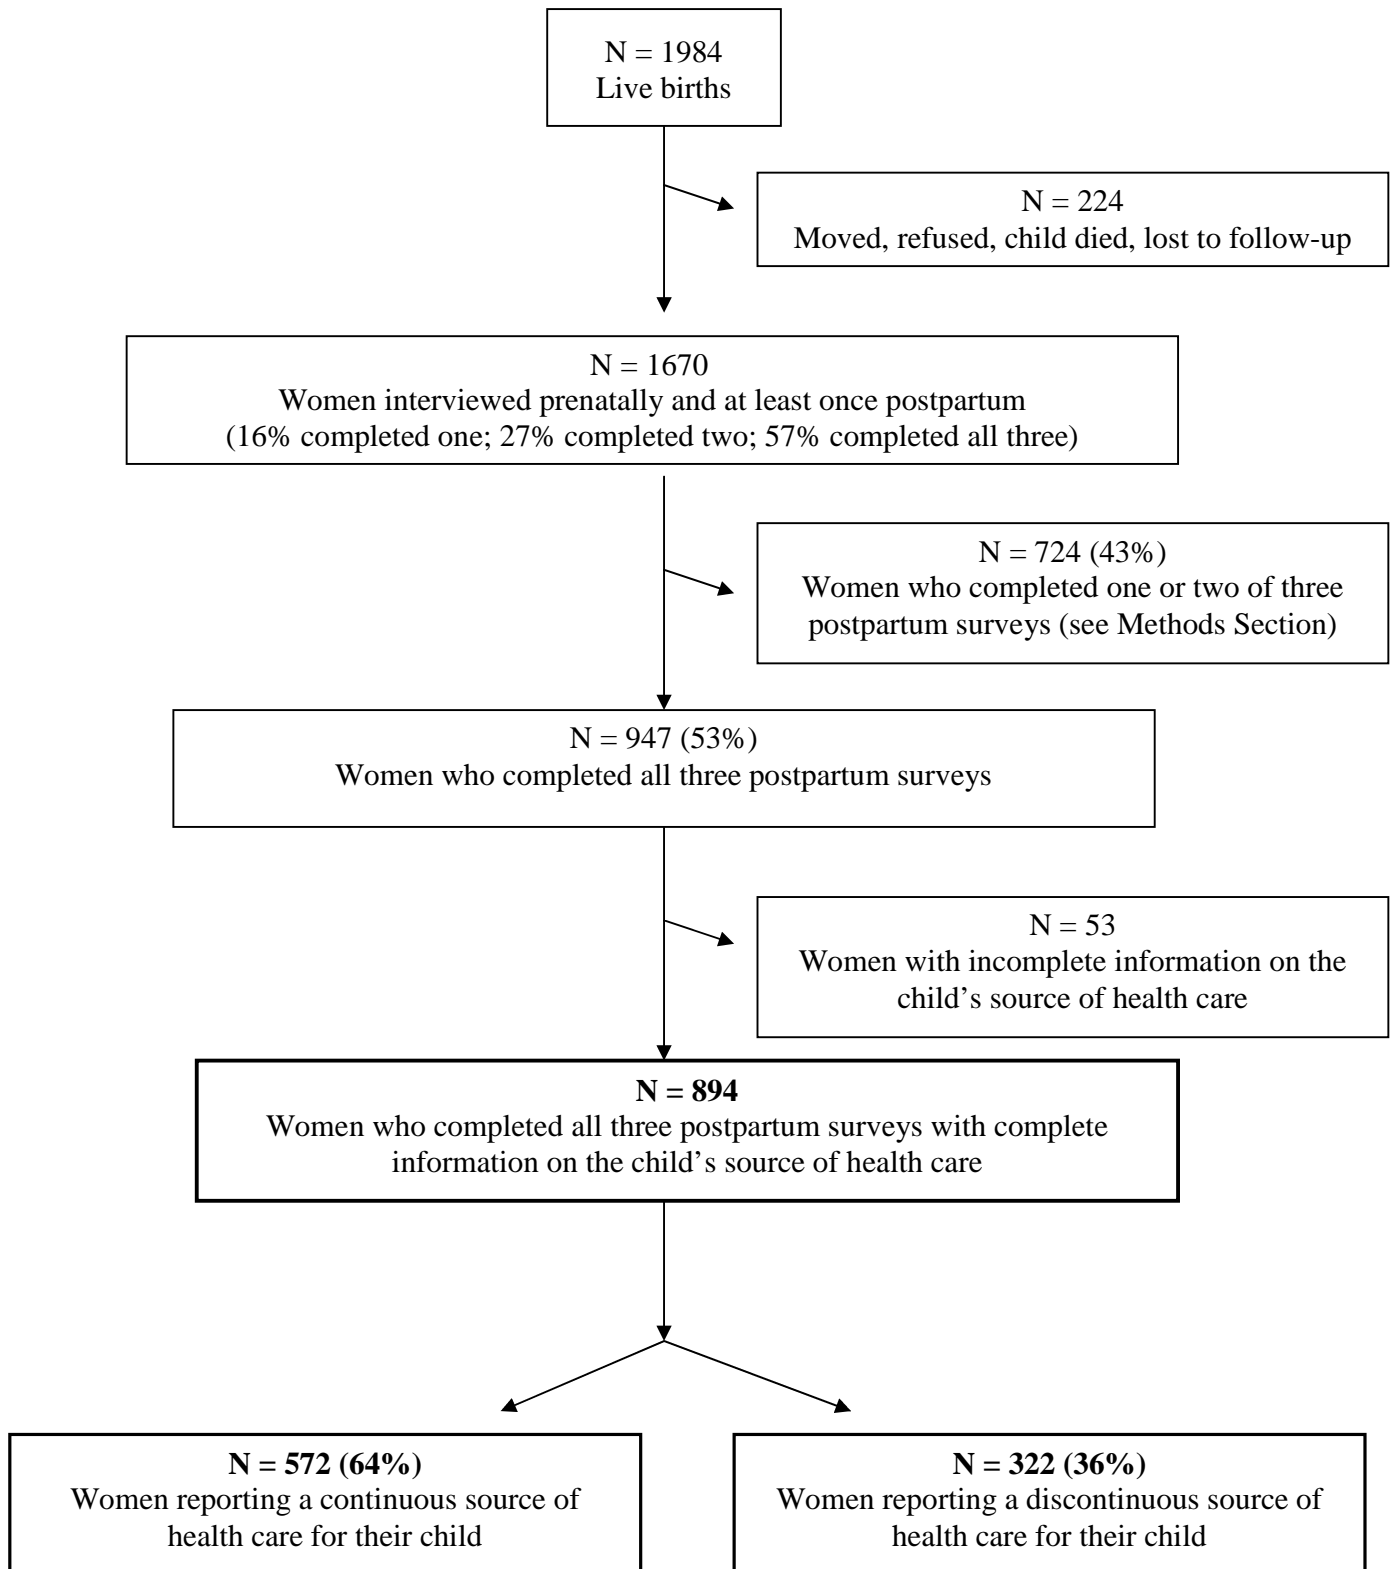 N = 1984
Live births
N = 224
Moved, refused, child died, lost to follow-up
N = 1670
Women interviewed prenatally and at least once postpartum
(16% completed one; 27% completed two; 57% completed all three)
N = 724 (43%)
Women who completed one or two of three
postpartum surveys (see Methods Section)
N = 947 (53%)
Women who completed all three postpartum surveys
N = 53
Women with incomplete information on the
child’s source of health care
N = 894
Women who completed all three postpartum surveys with complete
information on the child’s source of health care
N = 572 (64%)
Women reporting a continuous source of
health care for their child
N = 322 (36%)
Women reporting a discontinuous source of
health care for their child